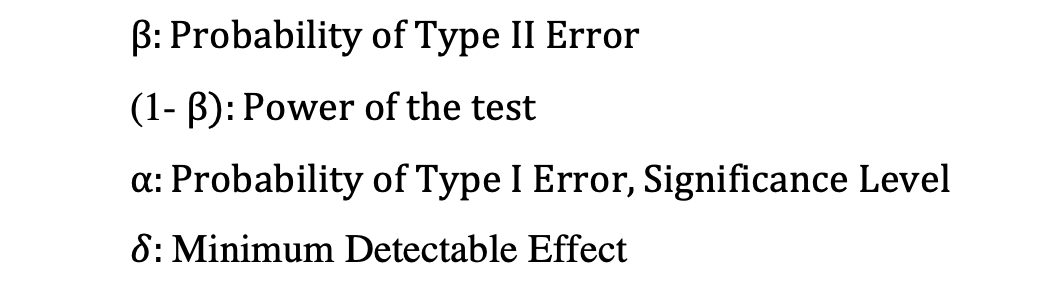 β: Probability of Type II Error
(1- β): Power of the test
α: Probability of Type I Error, Significance Level
δ: Minimum Detectable Effect